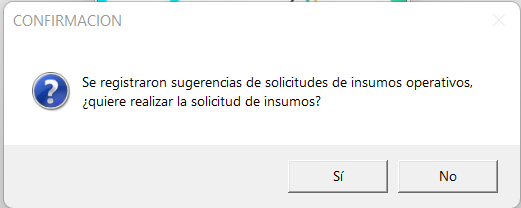 CONFIRMACION
Se registraron sugerencias de solicitudes de insumos operativos,
¿quiere realizar la solicitud de insumos?
Sí
No